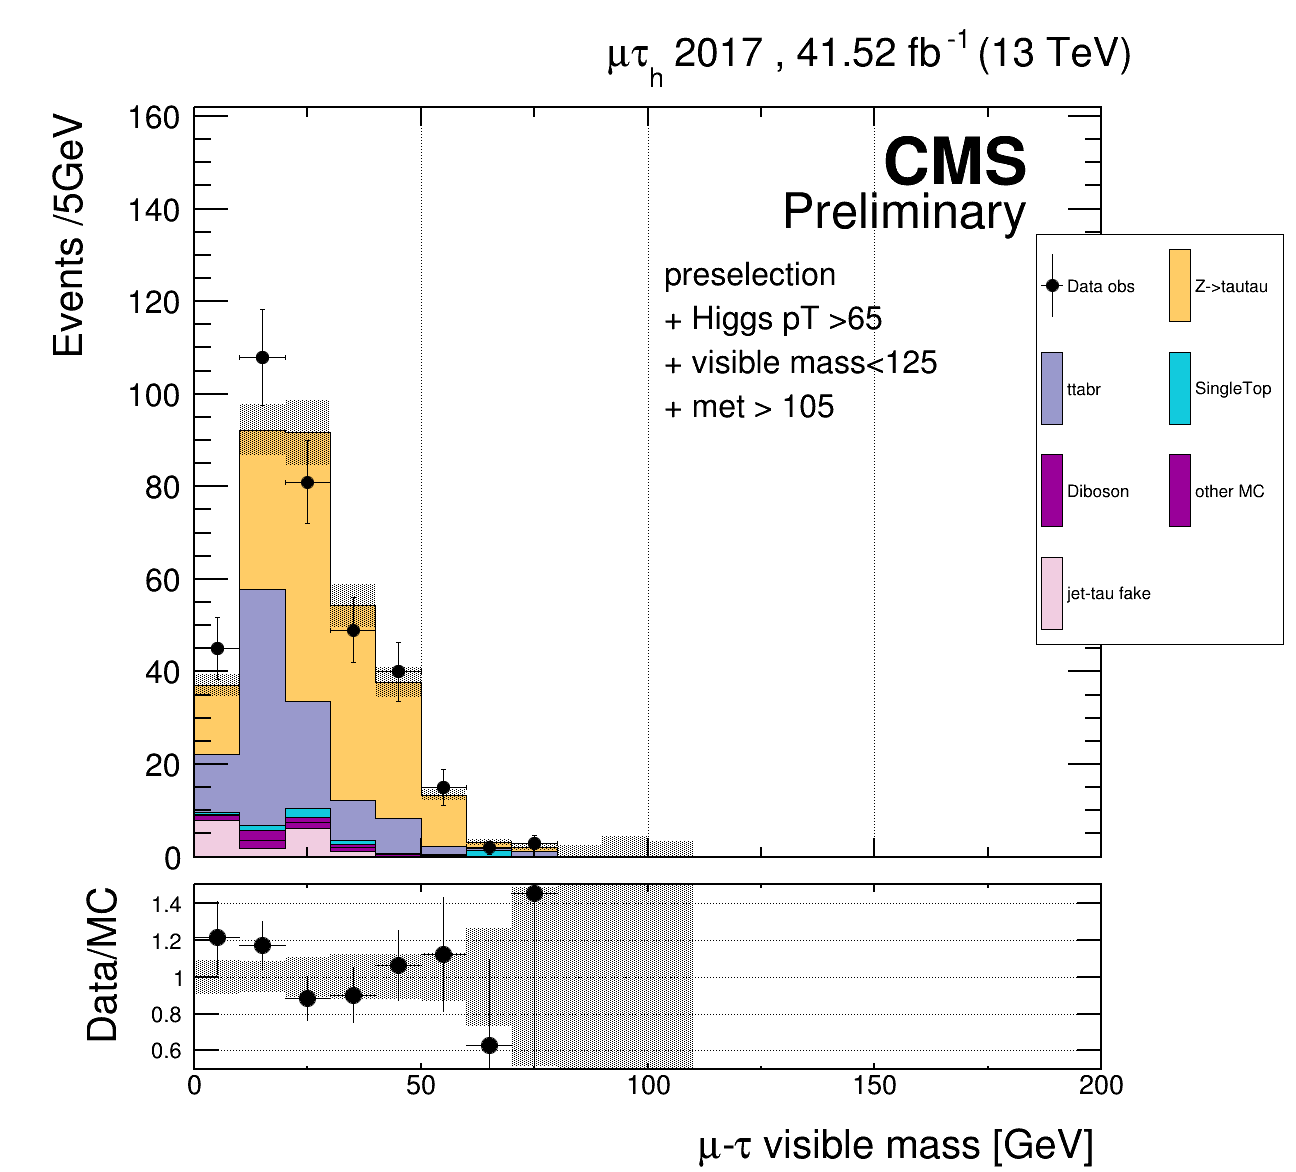 μτh 2017 , 41.52 fb-1 (13 TeV)
Events /5GeV
160
140
120
100
80
60
40
20
0
CMS
Preliminary
preselection
+ Higgs pT >65
+ visible mass<125
+ met > 105
Data obs
Z->tautau
ttabr
SingleTop
Diboson
other MC
jet-tau fake
Data/MC
1.4
1.2
1
0.8
0.6
0
50
100
150
200
μ-τ visible mass [GeV]